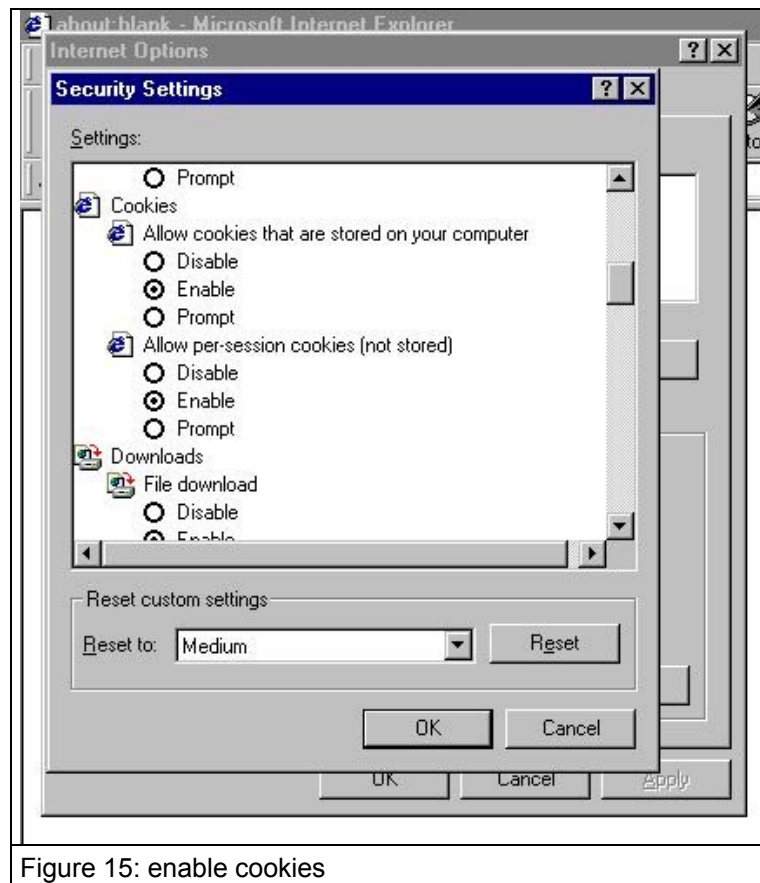 about:blank - Microsoft Internet Explorer
Internet Options
Security Settings
Settings:
Prompt
Cookies
Allow cookies that are stored on your computer
Disable
Enable
Prompt
Allow per-session cookies (not stored)
Disable
Enable
Prompt
Downloads
File download
Disable
Enable
Reset custom settings
Reset to: Medium Reset
OK Cancel
OK Cancel Apply
Figure 15: enable cookies